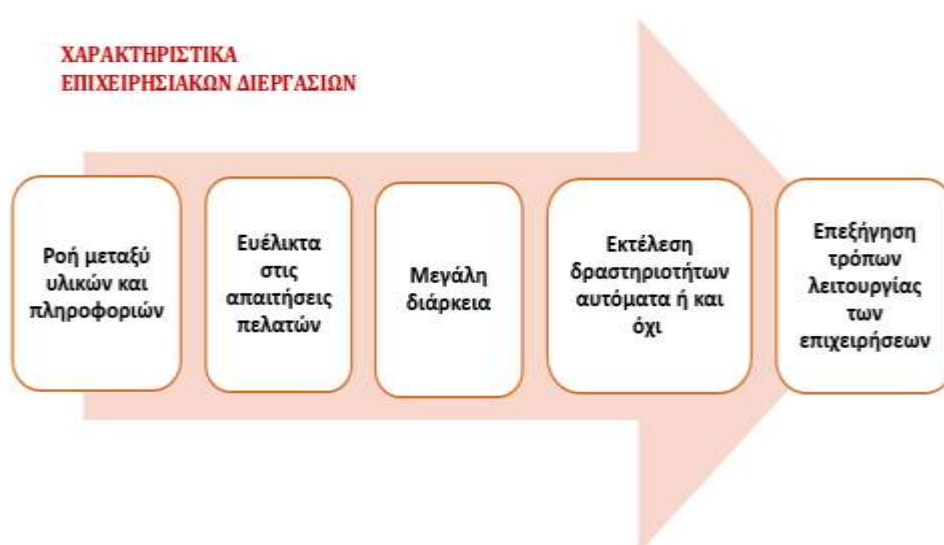 ΧΑΡΑΚΤΗΡΙΣΤΙΚΑ
ΕΠΙΧΕΙΡΗΣΙΑΚΩΝ ΔΙΕΡΓΑΣΙΩΝ
Ροή μεταξύ
υλικών και
πληροφοριών
Ευέλικτα
στις
απαιτήσεις
πελατών
Μεγάλη
διάρκεια
Εκτέλεση
δραστηριοτήτων
αυτόματα ή και
όχι
Επεξήγηση
τρόπων
λειτουργίας
των
επιχειρήσεων